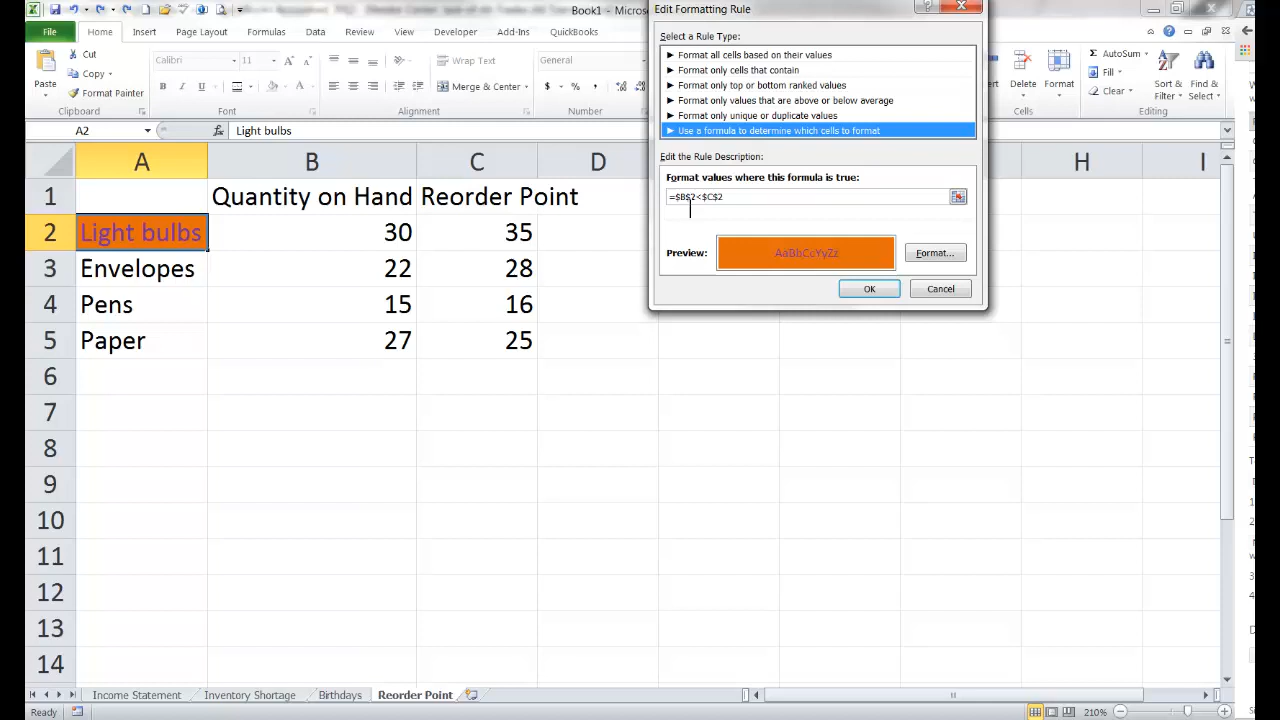 Book1 - Micros
File Home Insert Page Layout Formulas Data Review View Developer Add-Ins QuickBooks
Paste
Cut
Copy
Format Painter
Clipboard
Calibri 11
B I U
Font
Wrap Text
Merge & Center
Alignment
General
$ % ,
Number
Delete Format
Cells
Σ AutoSum
Fill
Clear
Sort &
Filter
Find &
Select
Editing
A2 fx Light bulbs
A B C D H I
1 Quantity on Hand Reorder Point
2 Light bulbs 30 35
3 Envelopes 22 28
4 Pens 15 16
5 Paper 27 25
6
7
8
9
10
11
12
13
14
Edit Formatting Rule
Select a Rule Type:
► Format all cells based on their values
► Format only cells that contain
► Format only top or bottom ranked values
► Format only values that are above or below average
► Format only unique or duplicate values
► Use a formula to determine which cells to format
Edit the Rule Description:
Format values where this formula is true:
=$B$2<$C$2
Preview: AaBbCcYyZz Format...
OK Cancel
Income Statement Inventory Shortage Birthdays Reorder Point
Ready 210%